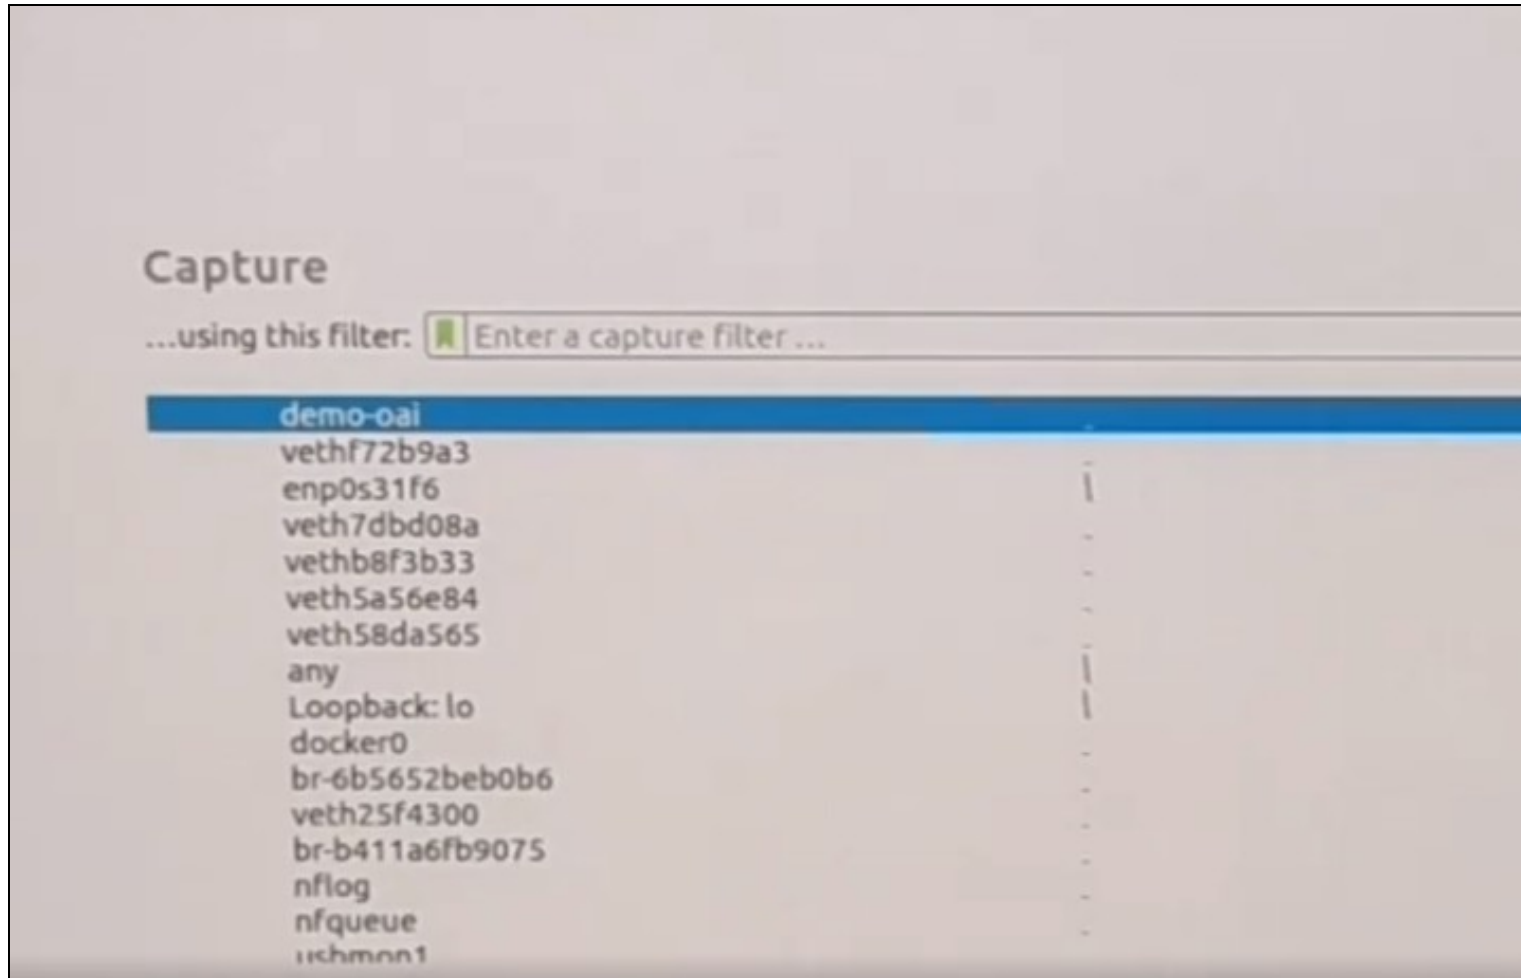 Capture
...using this filter: Enter a capture filter ...
demo-oai
vethf72b9a3
enp0s31f6
veth7dbd08a
vethb8f3b33
veth5a56e84
veth58da565
any
Loopback: lo
docker0
br-6b5652beb0b6
veth25f4300
br-b411a6fb9075
nflog
nfqueue
usbmon1